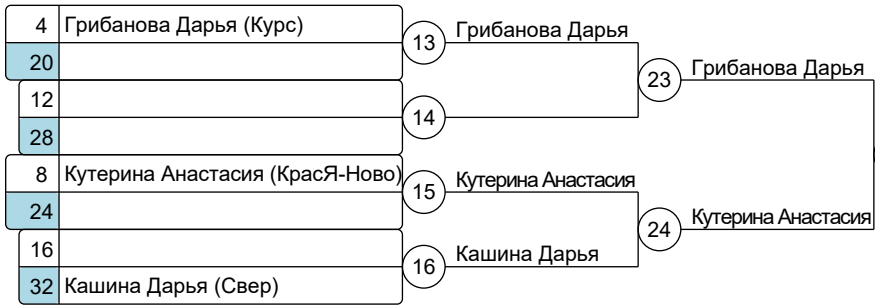 4 Грибанова Дарья (Курс)
20
13 Грибанова Дарья
12
28
14
23 Грибанова Дарья
8 Кутерина Анастасия (КрасЯ-Ново)
24
15 Кутерина Анастасия
16
32 Кашина Дарья (Свер)
16 Кашина Дарья
24 Кутерина Анастасия